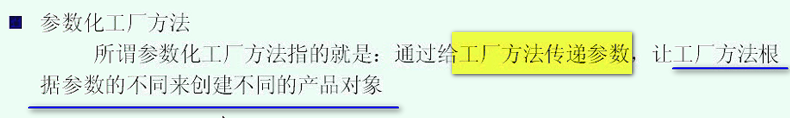 参数化工厂方法
所谓参数化工厂方法指的就是：通过给工厂方法传递参数，让工厂方法根
据参数的不同来创建不同的产品对象